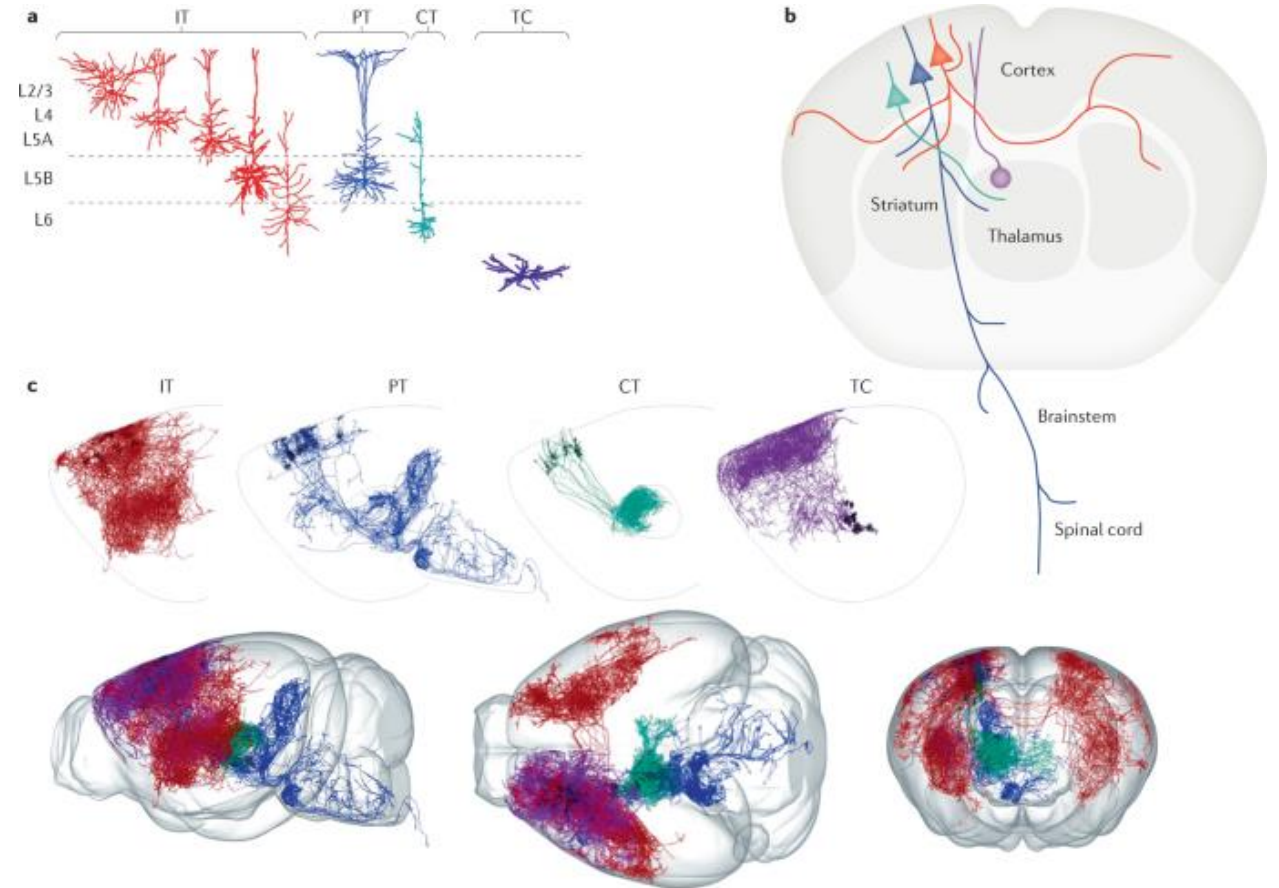 a
IT PT CT TC
L2/3
L4
L5A
L5B
L6
b
Cortex
Striatum
Thalamus
Brainstem
Spinal cord
c
IT PT CT TC